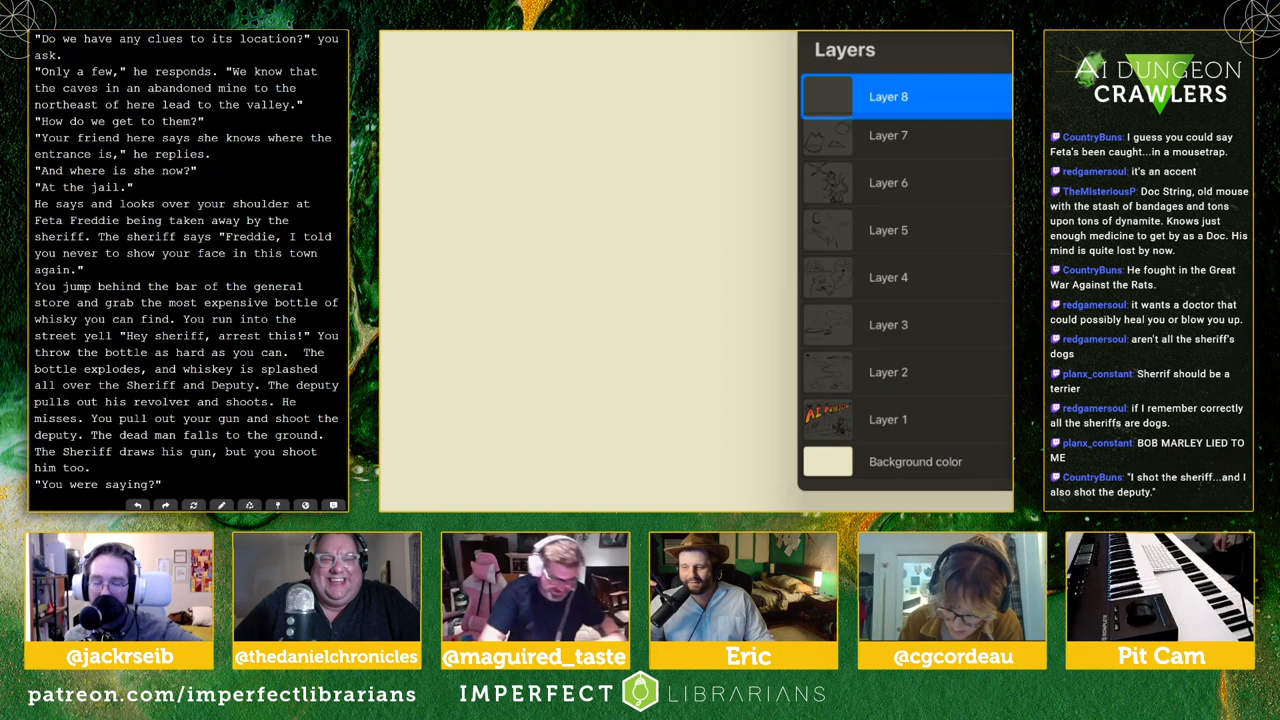 "Do we have any clues to its location?" you
ask.
"Only a few," he responds. "We know that
the caves in an abandoned mine to the
northeast of here lead to the valley."
"How do we get to them?"
"Your friend here says she knows where the
entrance is," he replies.
"And where is she now?"
"At the jail."
He says and looks over your shoulder at
Feta Freddie being taken away by the
sheriff. The sheriff says "Freddie, I told
you never to show your face in this town
again."
You jump behind the bar of the general
store and grab the most expensive bottle of
whisky you can find. You run into the
street yell "Hey sheriff, arrest this!" You
throw the bottle as hard as you can.  The
bottle explodes, and whiskey is splashed
all over the Sheriff and Deputy. The deputy
pulls out his revolver and shoots. He
misses. You pull out your gun and shoot the
deputy. The dead man falls to the ground.
The Sheriff draws his gun, but you shoot
him too.
"You were saying?"
Layers
Layer 8
Layer 7
Layer 6
Layer 5
Layer 4
Layer 3
Layer 2
Layer 1
Background color
AI DUNGEON
CRAWLERS
CountryBuns: I guess you could say
Feta's been caught...in a mousetrap.
redgamersoul: it's an accent
TheMisteriousP: Doc String, old mouse
with the stash of bandages and tons
upon tons of dynamite. Knows just
enough medicine to get by as a Doc. His
mind is quite lost by now.
CountryBuns: He fought in the Great
War Against the Rats.
redgamersoul: it wants a doctor that
could possibly heal you or blow you up.
redgamersoul: aren't all the sheriff's
dogs
planx_constant: Sherrif should be a
terrier
redgamersoul: if I remember correctly
all the sheriffs are dogs.
planx_constant: BOB MARLEY LIED TO
ME
CountryBuns: "I shot the sheriff...and I
also shot the deputy."
@jackrseib
@thedanielchronicles
@maguired_taste
Eric
@cgcordeau
Pit Cam
patreon.com/imperfectlibrarians
IMPERFECT LIBRARIANS